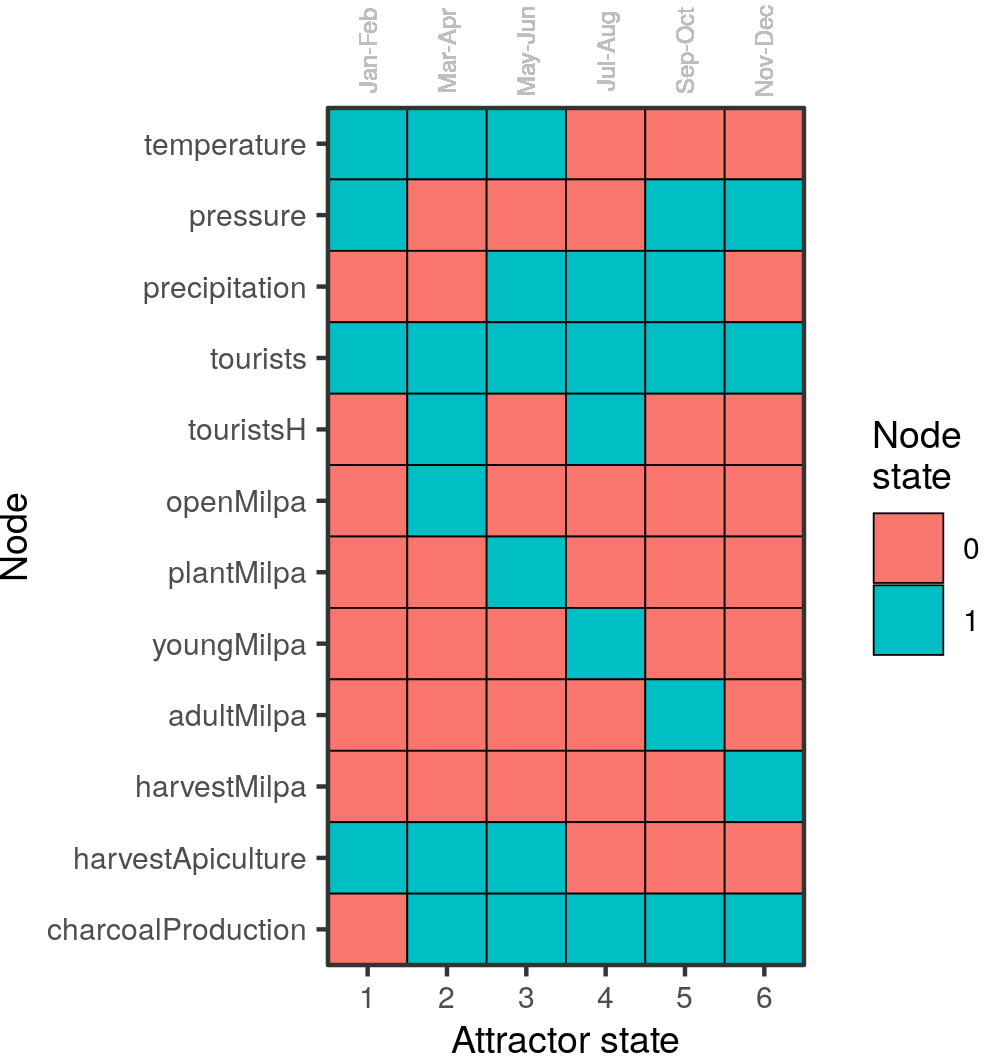 Jan-Feb
Mar-Apr
May-Jun
Jul-Aug
Sep-Oct
Nov-Dec
temperature
pressure
precipitation
tourists
touristsH
openMilpa
plantMilpa
youngMilpa
adultMilpa
harvestMilpa
harvestApiculture
charcoalProduction
Node
1 2 3 4 5 6
Attractor state
Node
state
0
1